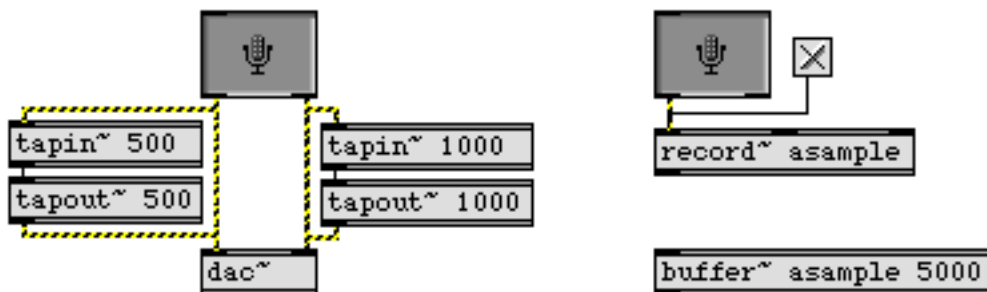 tapin~ 500
tapout~ 500
tapin~ 1000
tapout~ 1000
dac~
record~ asample
buffer~ asample 5000